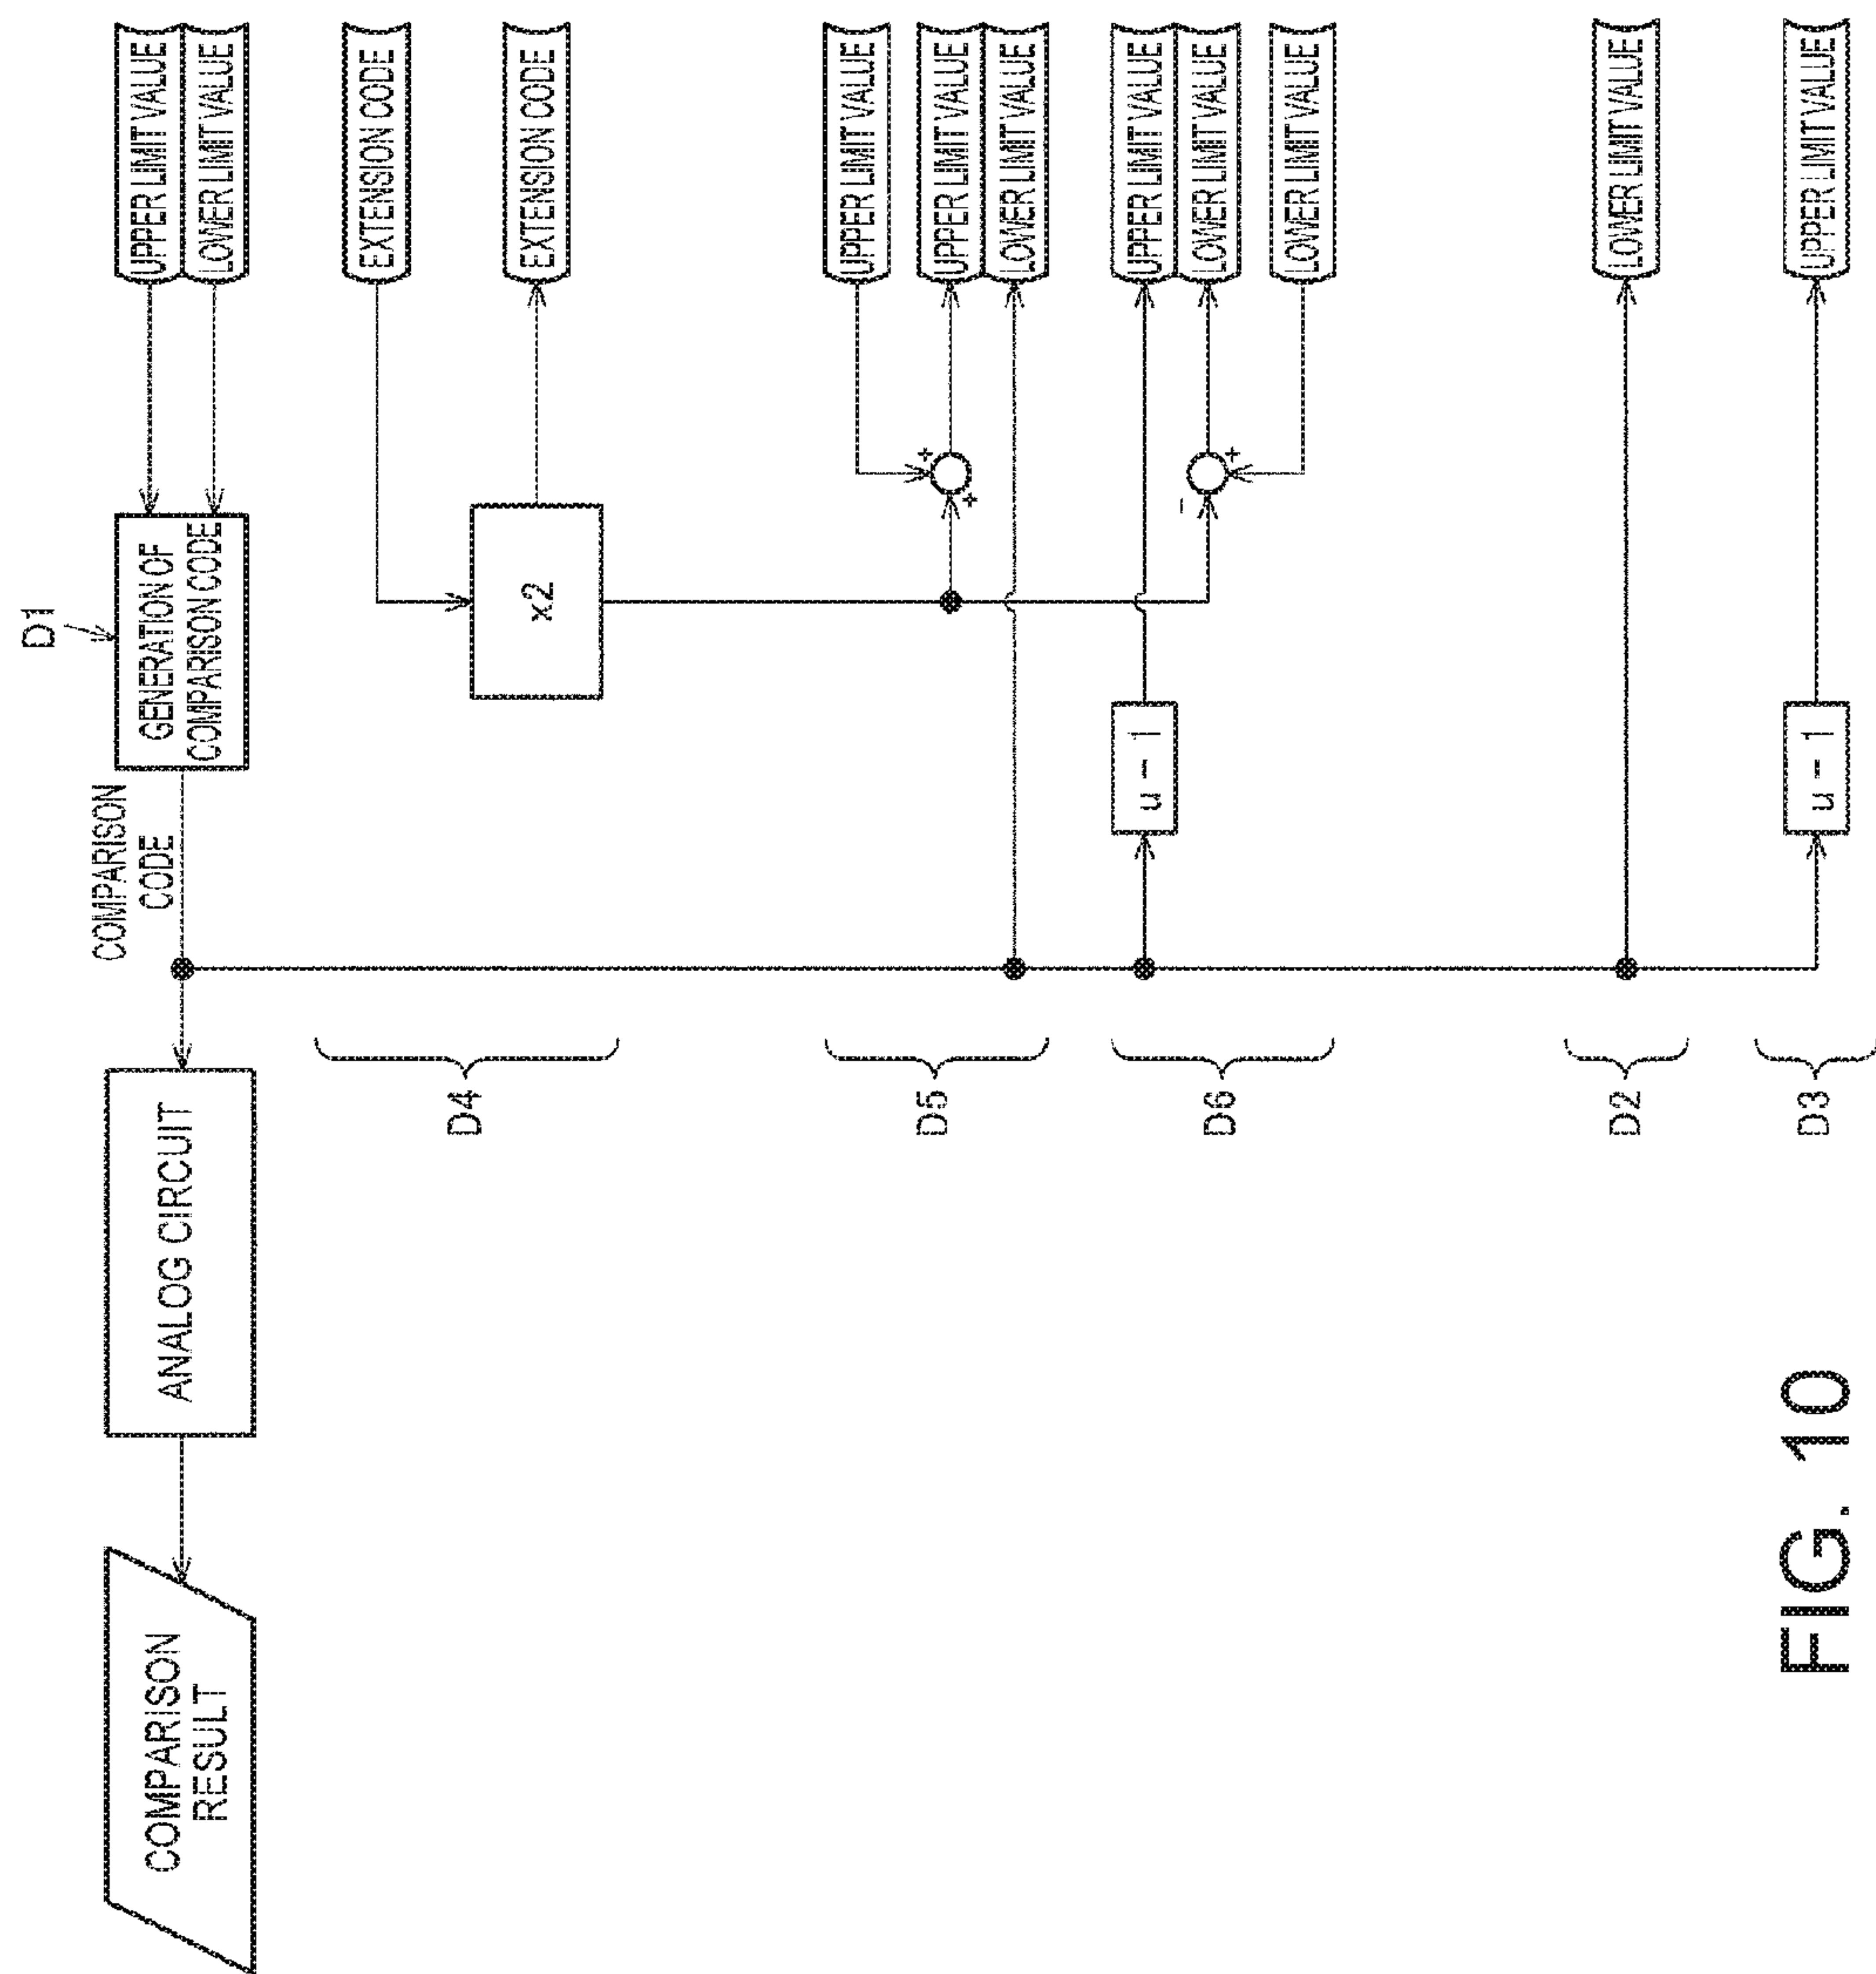 D1
UPPER LIMIT VALUE
LOWER LIMIT VALUE
GENERATION OF
COMPARISON CODE
COMPARISON
CODE
ANALOG CIRCUIT
COMPARISON
RESULT
EXTENSION CODE
EXTENSION CODE
x2
D4
UPPER LIMIT VALUE
UPPER LIMIT VALUE
LOWER LIMIT VALUE
+
+
D5
UPPER LIMIT VALUE
LOWER LIMIT VALUE
LOWER LIMIT VALUE
-
+
u - 1
D6
LOWER LIMIT VALUE
D2
UPPER LIMIT VALUE
u - 1
D3
FIG. 10